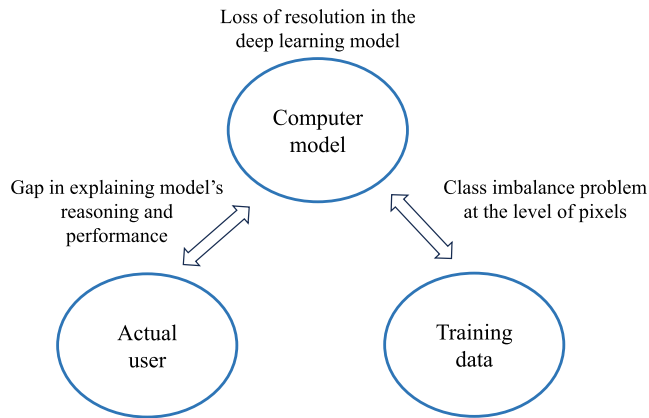 Loss of resolution in the
deep learning model
Computer
model
Gap in explaining model’s
reasoning and
performance
Class imbalance problem
at the level of pixels
Actual
user
Training
data